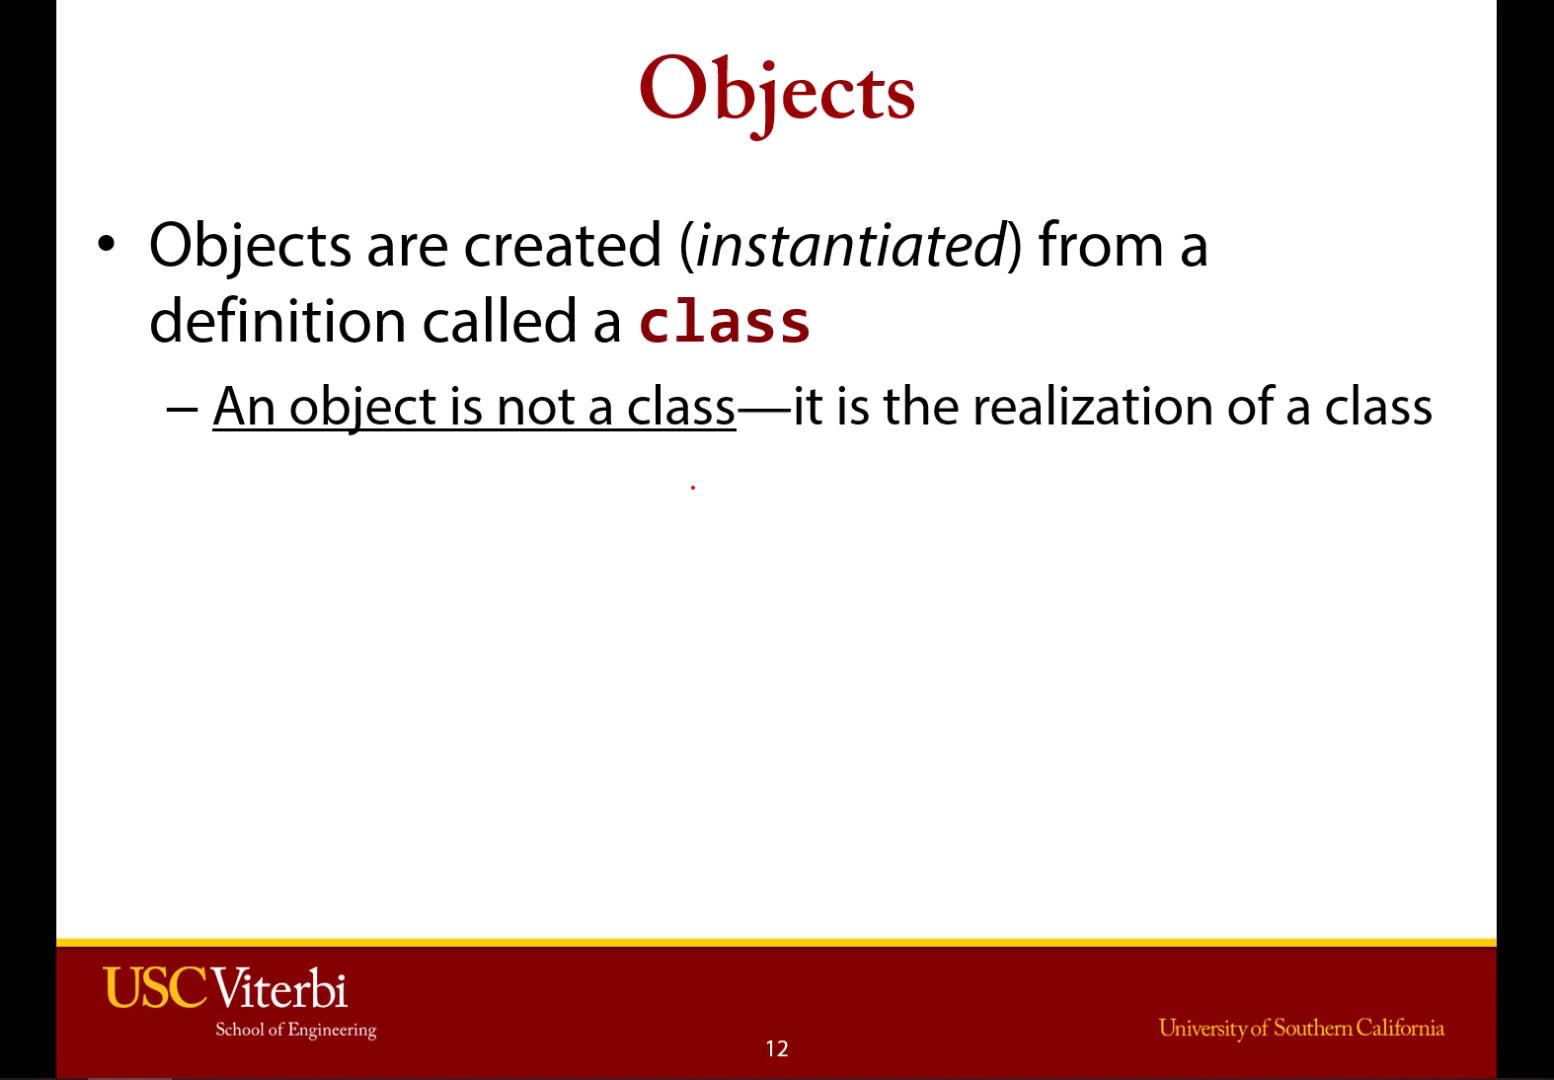 Objects
• Objects are created (instantiated) from a
definition called a class
– An object is not a class—it is the realization of a class
USC Viterbi
School of Engineering
University of Southern California
12